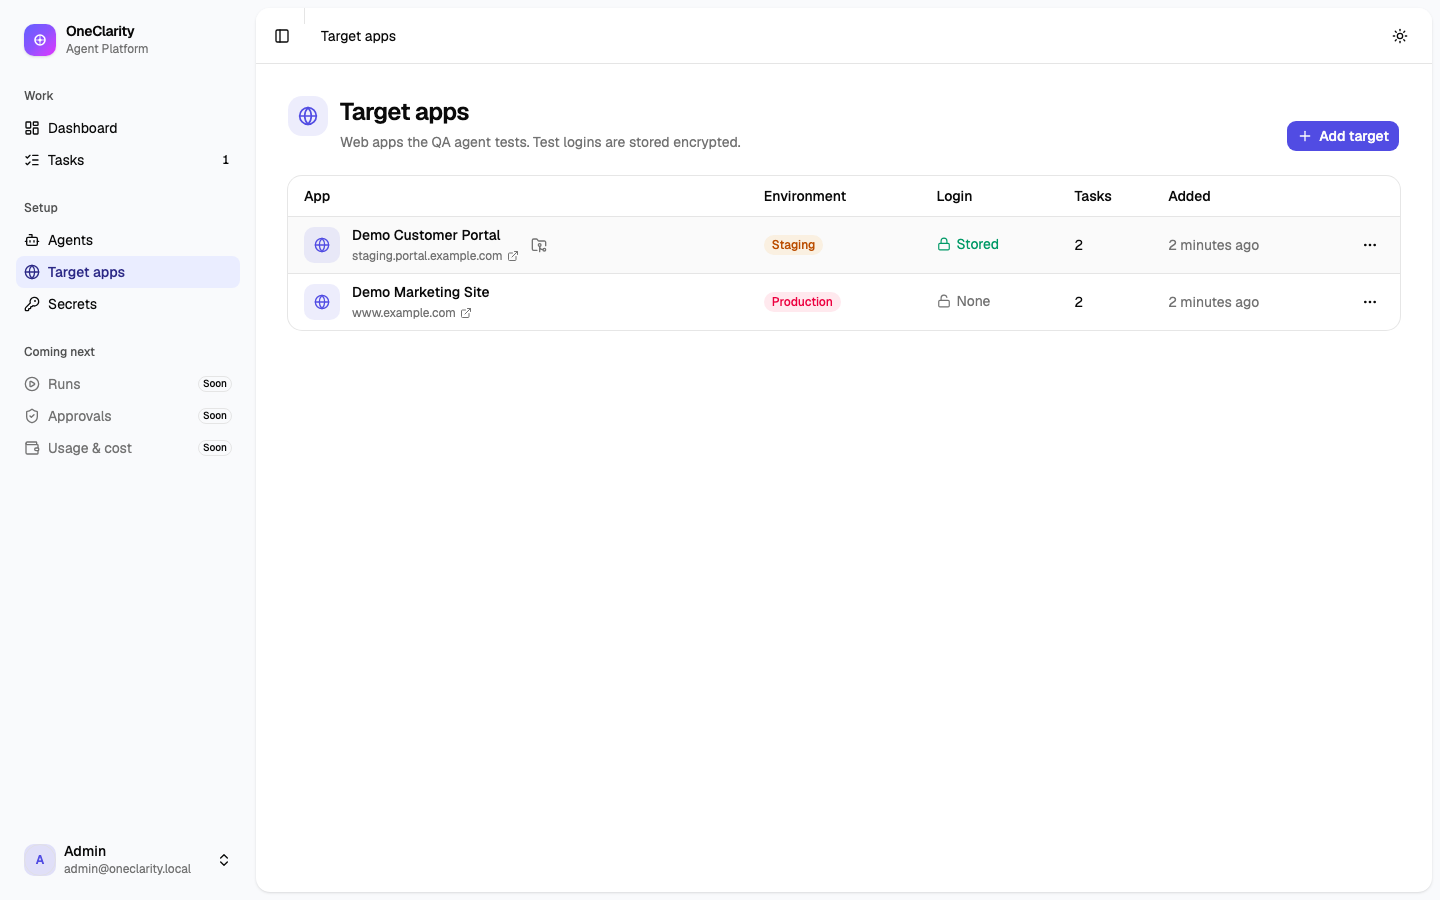 OneClarity
Agent Platform
Work
Dashboard
Tasks 1
Setup
Agents
Target apps
Secrets
Coming next
Runs Soon
Approvals Soon
Usage & cost Soon
A
Admin
admin@oneclarity.local
Target apps
Target apps
Web apps the QA agent tests. Test logins are stored encrypted.
Add target
App Environment Login Tasks Added
Demo Customer Portal
staging.portal.example.com
Staging Stored 2 2 minutes ago
Demo Marketing Site
www.example.com
Production None 2 2 minutes ago